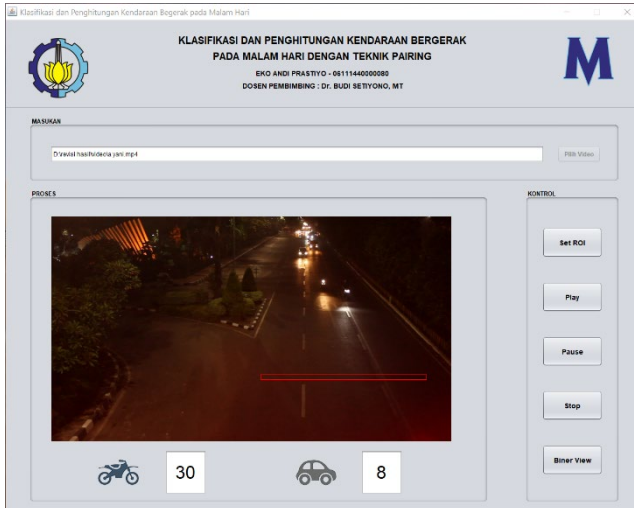 Klasifikasi dan Penghitungan Kendaraan Begerak pada Malam Hari
KLASIFIKASI DAN PENGHITUNGAN KENDARAAN BERGERAK
PADA MALAM HARI DENGAN TEKNIK PAIRING
EKO ANDI PRASTIYO - 06111440000080
DOSEN PEMBIMBING : Dr. BUDI SETIYONO, MT
M
MASUKAN
Pilih Video
PROSES
KONTROL
Set ROI
Play
Pause
Stop
Biner View
30
8